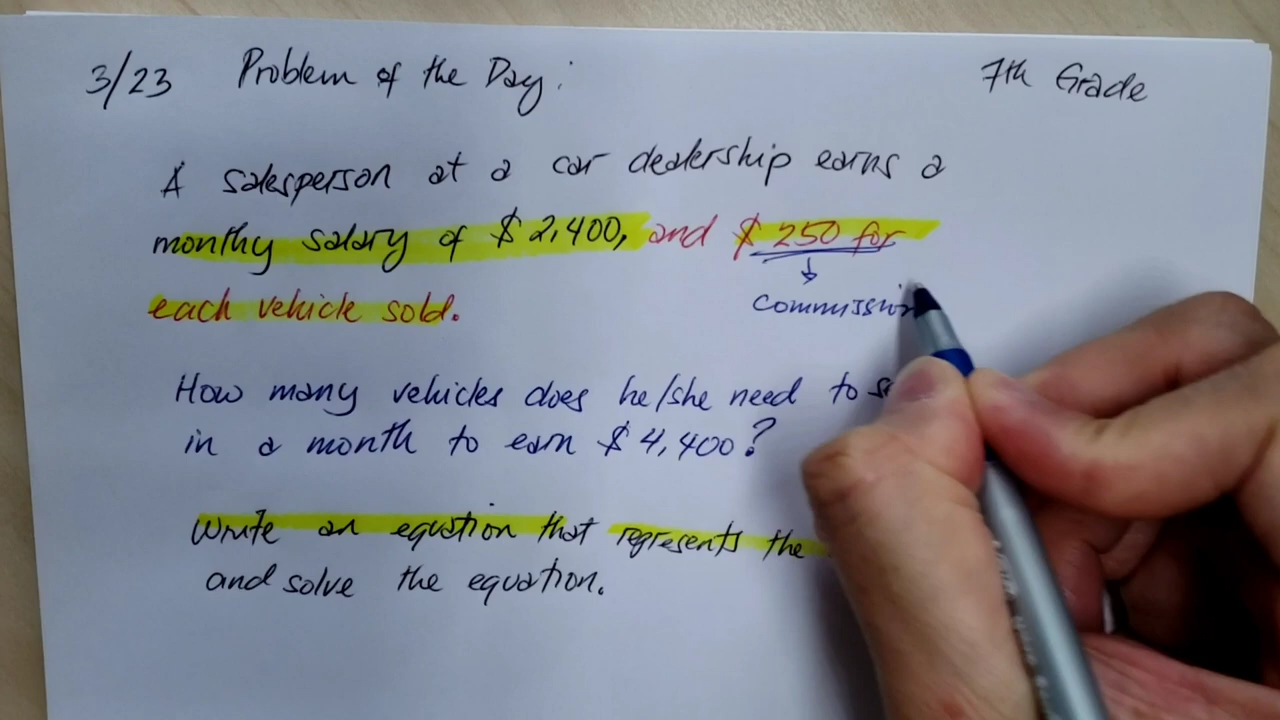 3/23 Problem of the Day: 7th Grade
A salesperson at a car dealership earns a
monthy salary of $2,400, and $250 for
each vehicle sold.
commission
How many vehicles does he/she need to
in a month to earn $4,400?
Write an equation that represents the
and solve the equation.